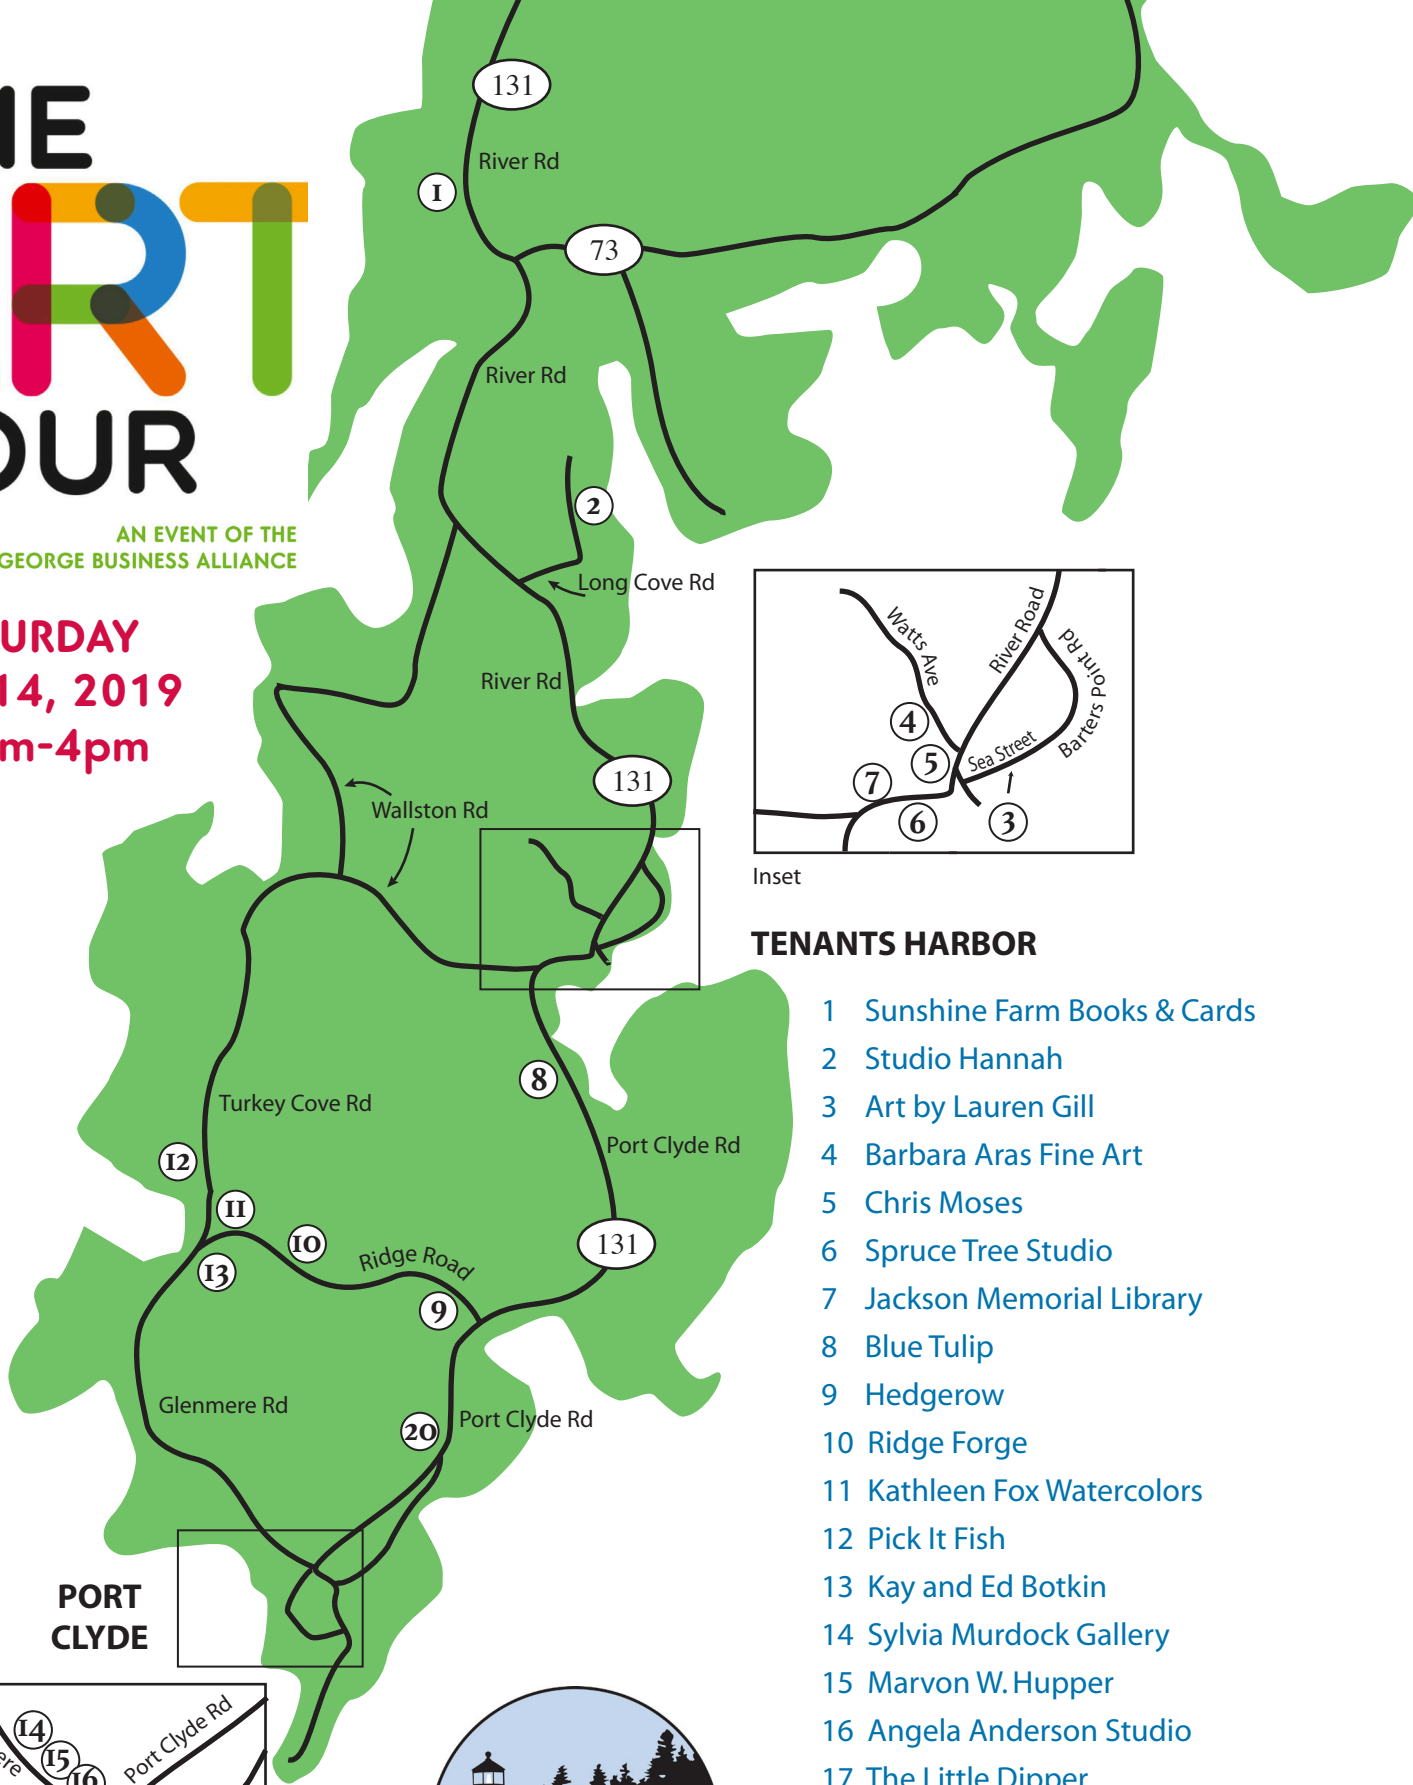 131
River Rd
1
73
River Rd
2
Long Cove Rd
River Rd
131
Wallston Rd
AN EVENT OF THE
GEORGE BUSINESS ALLIANCE
14, 2019
4pm
Watts Ave
River Road
Barters Point Rd
Sea Street
4
5
7
6
3
Inset
8
Turkey Cove Rd
Port Clyde Rd
12
11
10
13
Ridge Road
131
9
Glenmere Rd
20
Port Clyde Rd
PORT
CLYDE
14
15
16
Port Clyde Rd
TENANTS HARBOR
1 Sunshine Farm Books & Cards
2 Studio Hannah
3 Art by Lauren Gill
4 Barbara Aras Fine Art
5 Chris Moses
6 Spruce Tree Studio
7 Jackson Memorial Library
8 Blue Tulip
9 Hedgerow
10 Ridge Forge
11 Kathleen Fox Watercolors
12 Pick It Fish
13 Kay and Ed Botkin
14 Sylvia Murdock Gallery
15 Marvon W. Hupper
16 Angela Anderson Studio
17 The Little Dipper